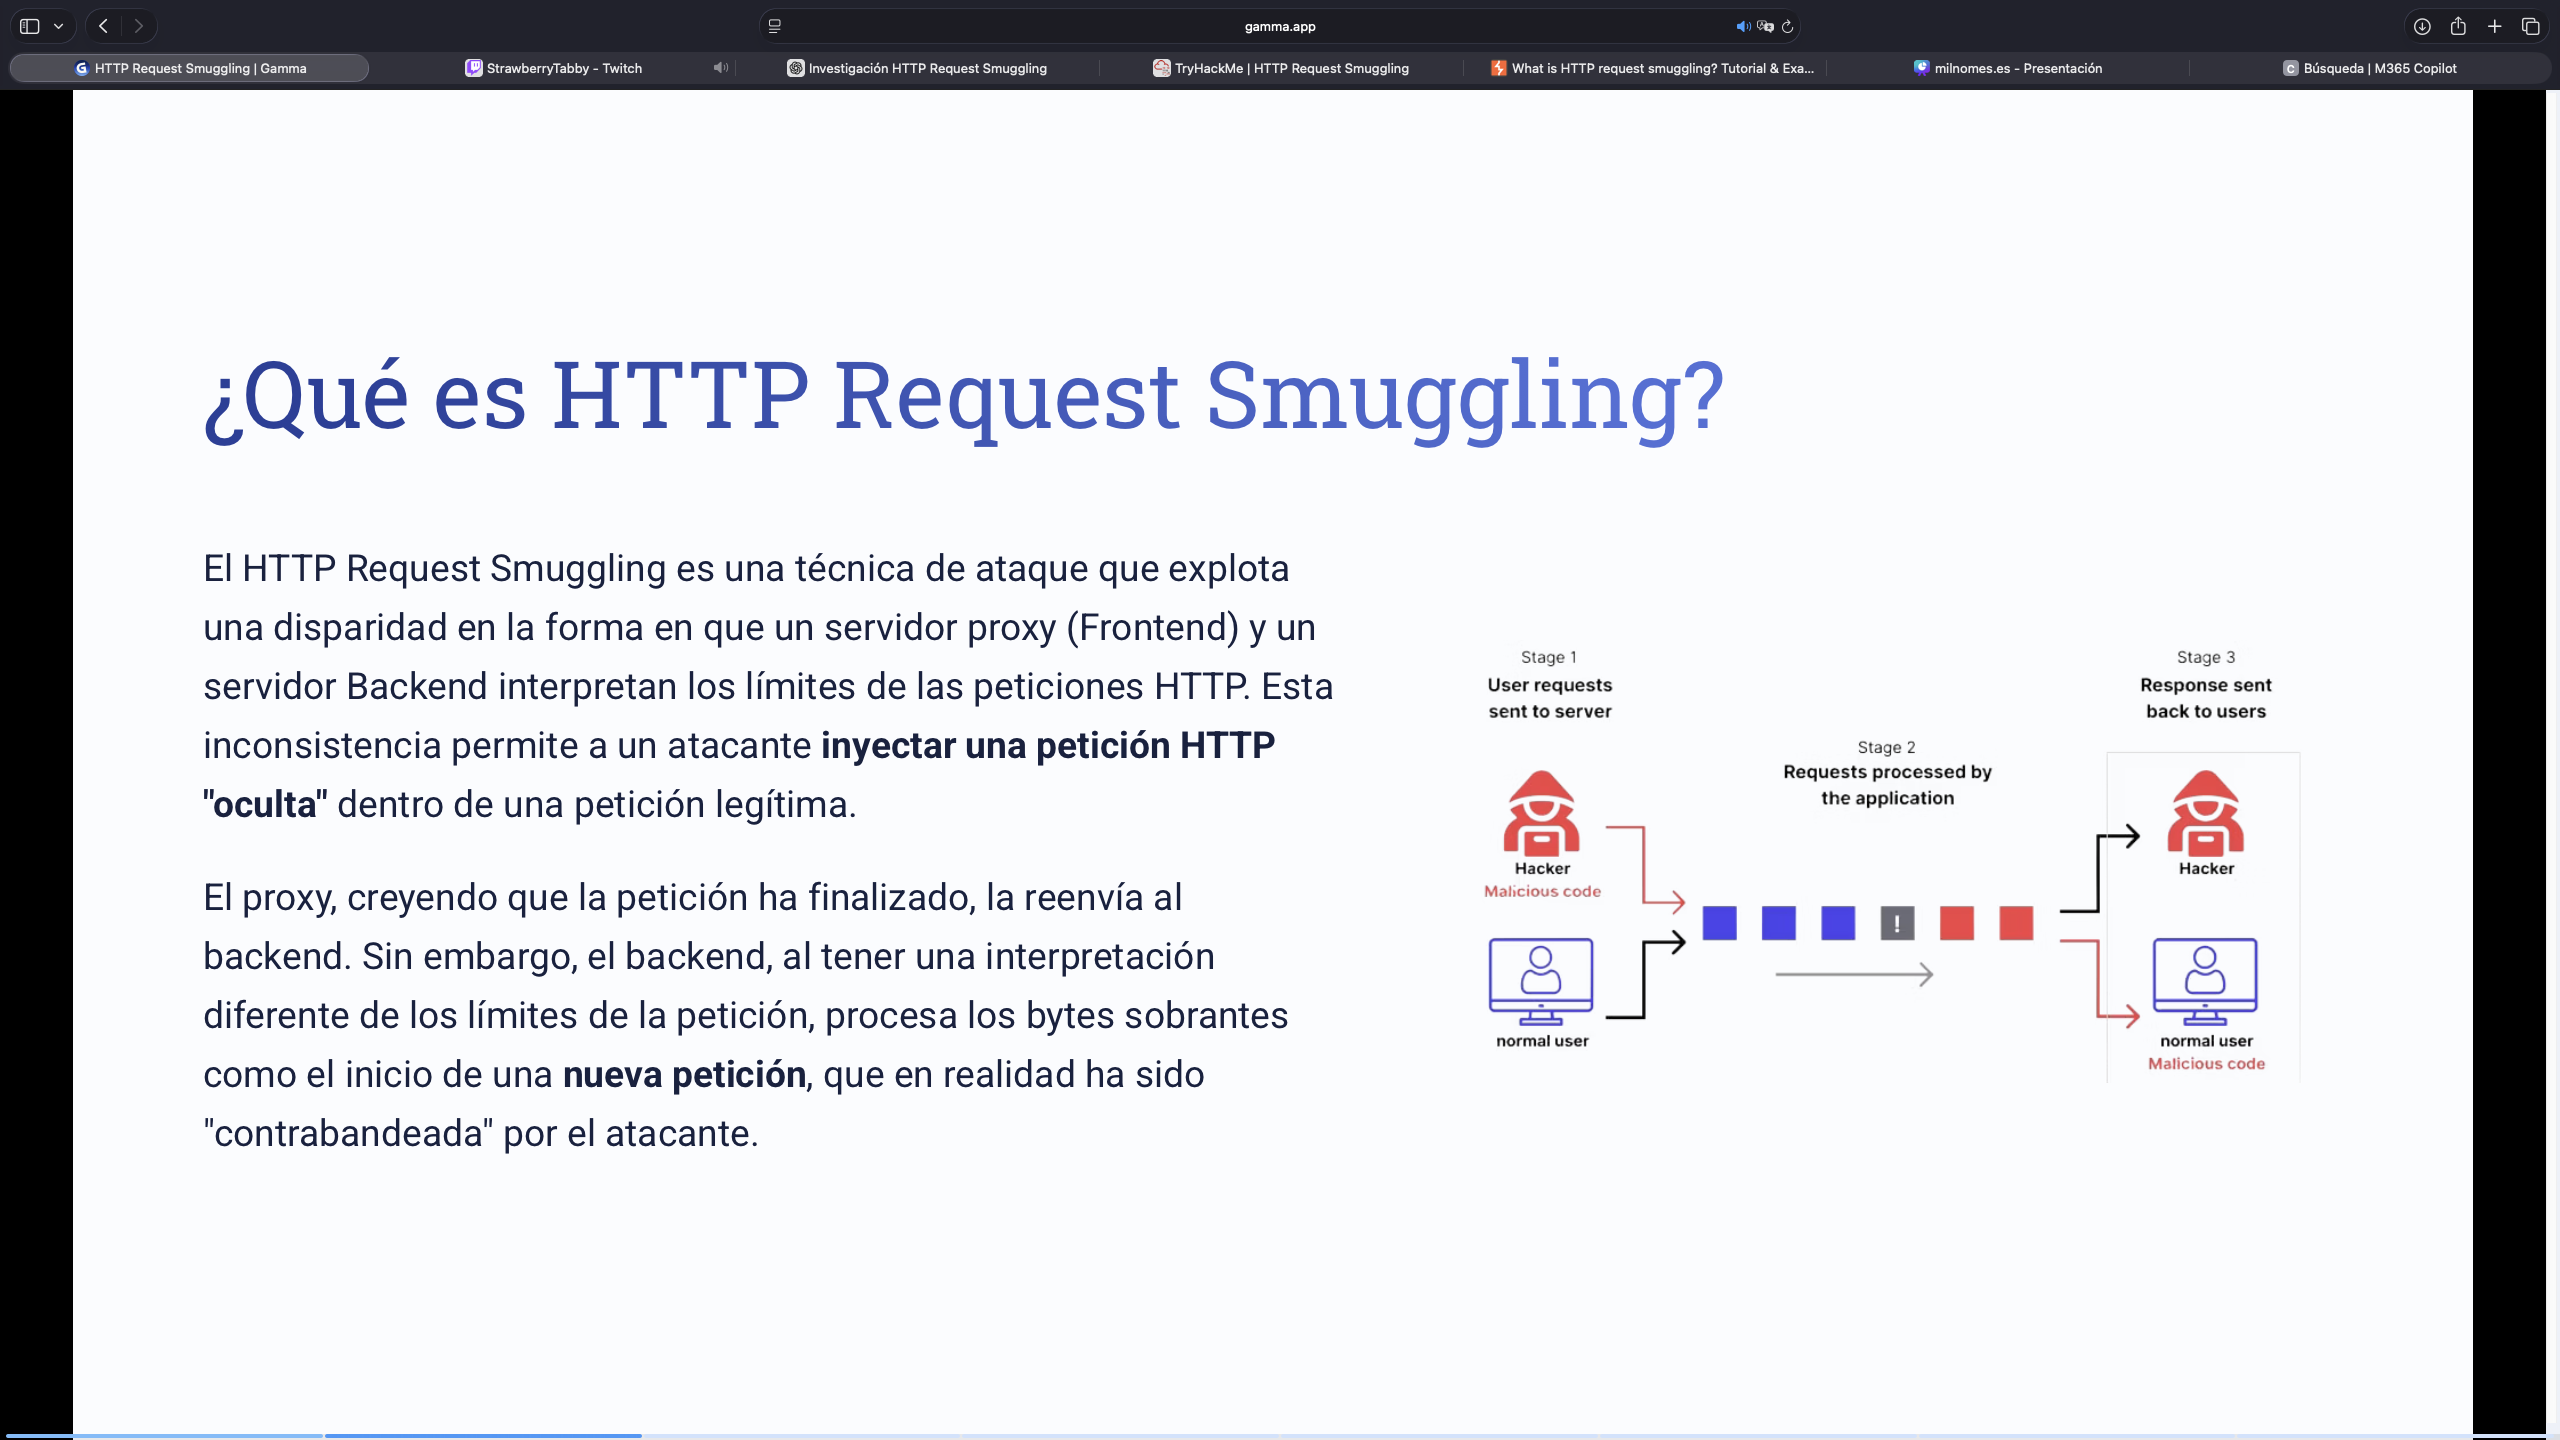 gamma.app
HTTP Request Smuggling | Gamma
StrawberryTabby - Twitch
Investigación HTTP Request Smuggling
TryHackMe | HTTP Request Smuggling
What is HTTP request smuggling? Tutorial & Exa...
milnomes.es - Presentación
Búsqueda | M365 Copilot
¿Qué es HTTP Request Smuggling?
El HTTP Request Smuggling es una técnica de ataque que explota
una disparidad en la forma en que un servidor proxy (Frontend) y un
servidor Backend interpretan los límites de las peticiones HTTP. Esta
inconsistencia permite a un atacante inyectar una petición HTTP
"oculta" dentro de una petición legítima.
El proxy, creyendo que la petición ha finalizado, la reenvía al
backend. Sin embargo, el backend, al tener una interpretación
diferente de los límites de la petición, procesa los bytes sobrantes
como el inicio de una nueva petición, que en realidad ha sido
"contrabandeada" por el atacante.
Stage 1
User requests
sent to server
Hacker
Malicious code
normal user
Stage 2
Requests processed by
the application
!
Stage 3
Response sent
back to users
Hacker
normal user
Malicious code